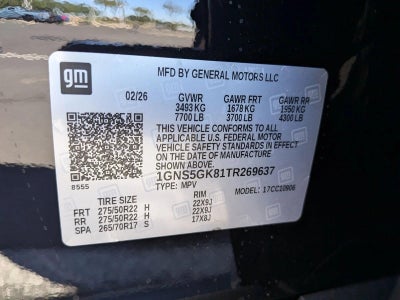 gm
MFD BY GENERAL MOTORS LLC
02/26 GVWR GAWR FRT GAWR RR
3493 KG 1678 KG 1950 KG
7700 LB 3700 LB 4300 LB
THIS VEHICLE CONFORMS TO ALL
APPLICABLE U.S. FEDERAL MOTOR
VEHICLE SAFETY STANDARDS IN EFFECT
ON THE DATE OF MANUFACTURE
SHOWN ABOVE.
1GNS5GK81TR269637
8555 TYPE: MPV MODEL: 17CC10906
TIRE SIZE RIM
FRT 275/50R22 H 22X9J
RR 275/50R22 H 22X9J
SPA 265/70R17 S 17X8J